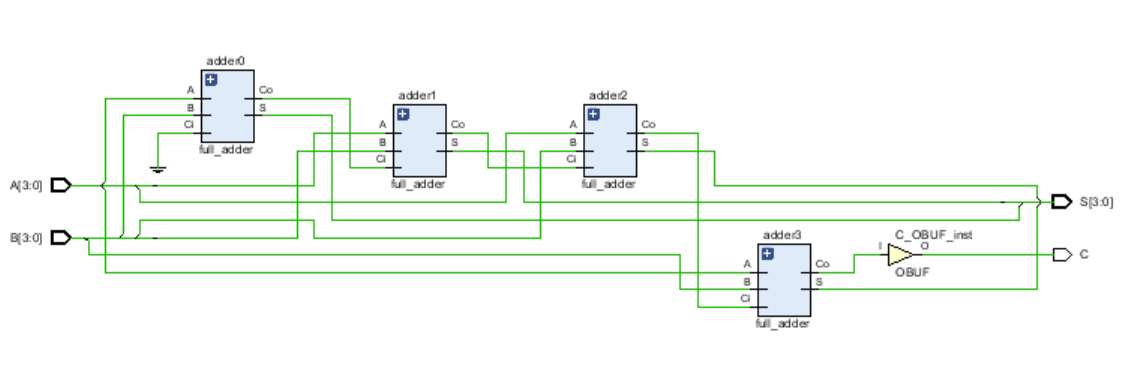 adder0
A
B
Ci
Co
S
full_adder
adder1
A
B
Ci
Co
S
full_adder
adder2
A
B
Ci
Co
S
full_adder
A[3:0]
B[3:0]
S[3:0]
adder3
A
B
Ci
Co
S
full_adder
C_OBUF_inst
I
O
OBUF
C